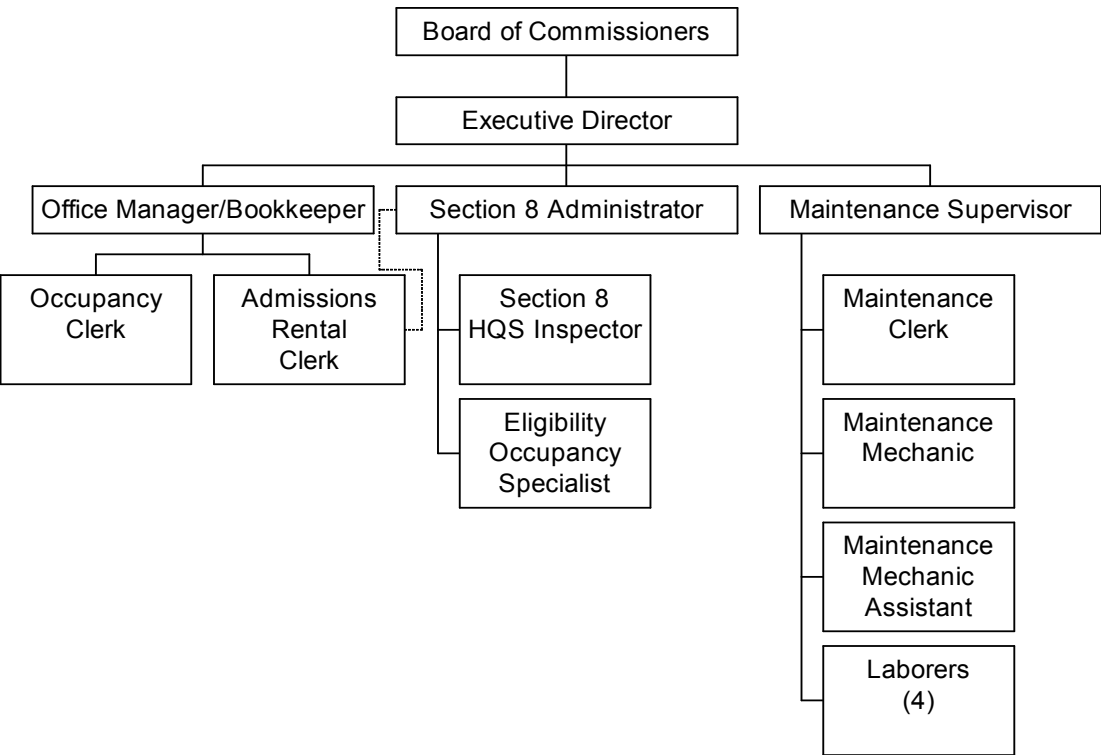 Board of Commissioners
Executive Director
Office Manager/Bookkeeper
Section 8 Administrator
Maintenance Supervisor
Occupancy
Clerk
Admissions
Rental
Clerk
Section 8
HQS Inspector
Eligibility
Occupancy
Specialist
Maintenance
Clerk
Maintenance
Mechanic
Maintenance
Mechanic
Assistant
Laborers
(4)